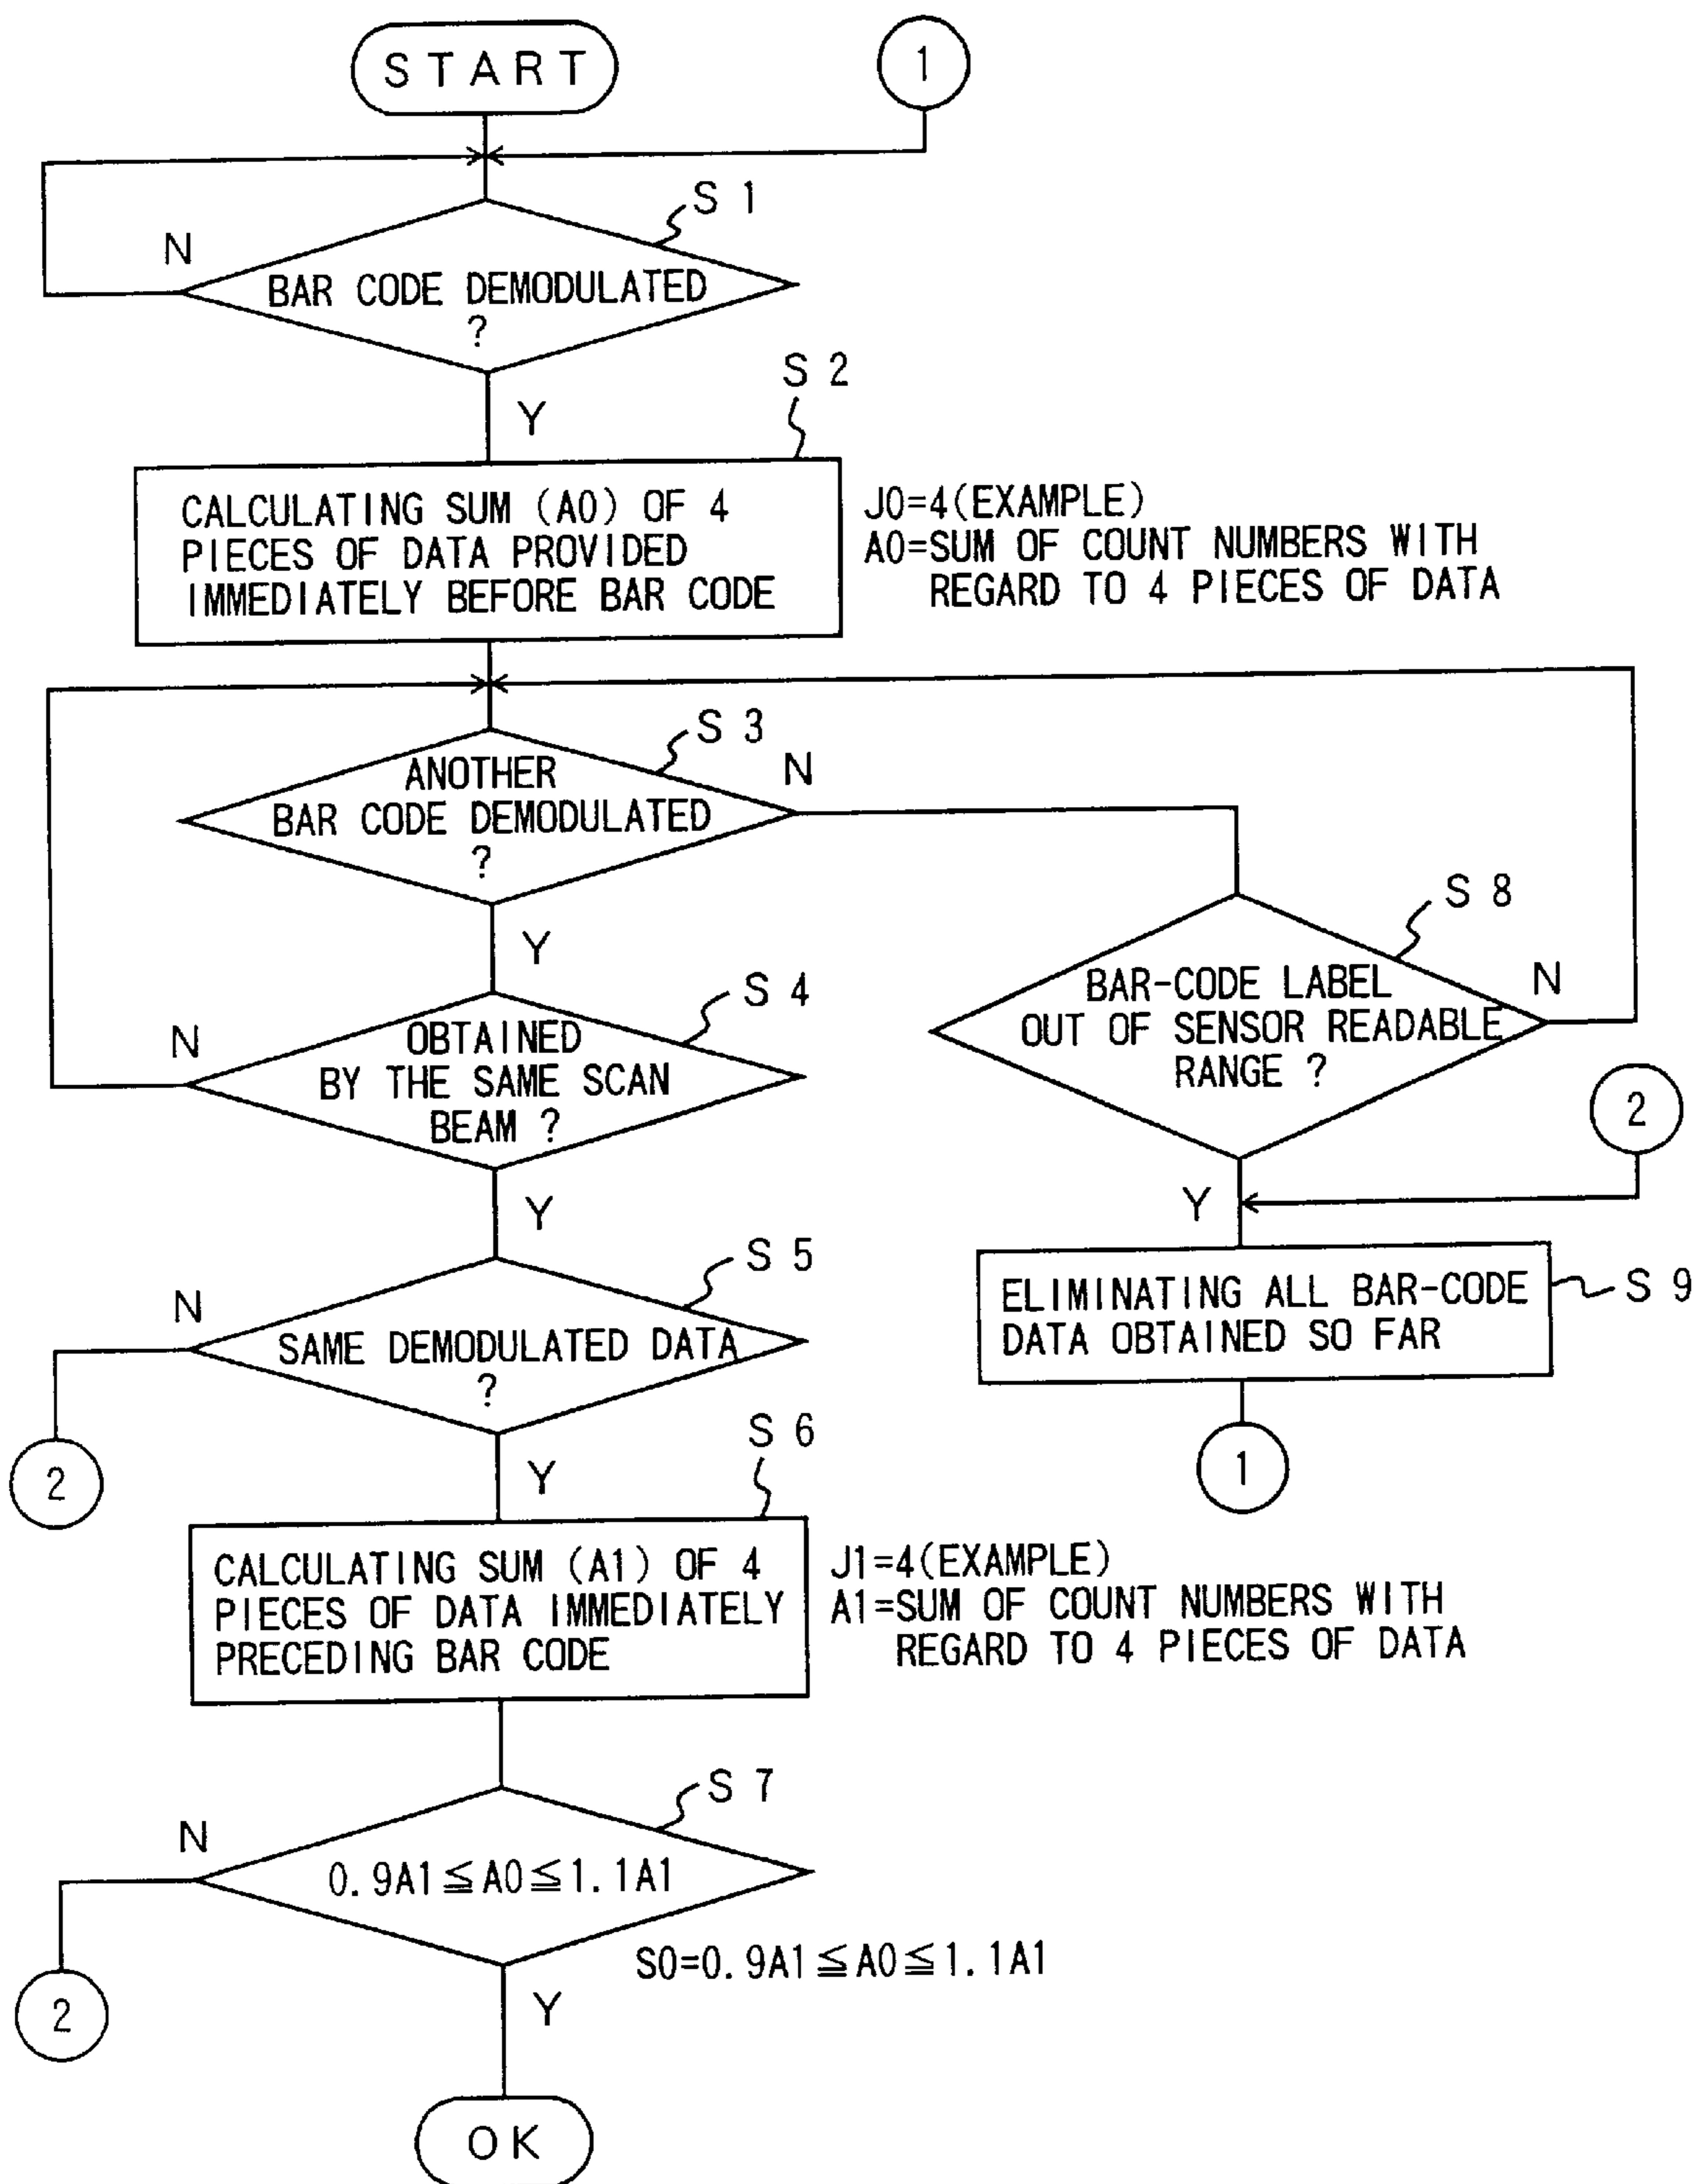 START
1
S 1
N
BAR CODE DEMODULATED
?
S 2
Y
CALCULATING SUM (A0) OF 4
PIECES OF DATA PROVIDED
IMMEDIATELY BEFORE BAR CODE
J0=4(EXAMPLE)
A0=SUM OF COUNT NUMBERS WITH
REGARD TO 4 PIECES OF DATA
S 3
N
ANOTHER
BAR CODE DEMODULATED
?
Y
S 8
BAR-CODE LABEL
OUT OF SENSOR READABLE
RANGE ?
N
S 4
N
OBTAINED
BY THE SAME SCAN
BEAM ?
2
Y
Y
S 5
N
SAME DEMODULATED DATA
?
ELIMINATING ALL BAR-CODE
DATA OBTAINED SO FAR
S 9
2
1
S 6
Y
CALCULATING SUM (A1) OF 4
PIECES OF DATA IMMEDIATELY
PRECEDING BAR CODE
J1=4(EXAMPLE)
A1=SUM OF COUNT NUMBERS WITH
REGARD TO 4 PIECES OF DATA
S 7
N
0.9A1≦A0≦1.1A1
S0=0.9A1≦A0≦1.1A1
2
Y
OK